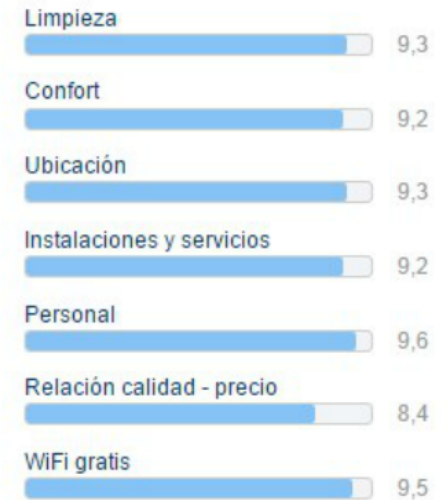 Limpieza
9,3
Confort
9,2
Ubicación
9,3
Instalaciones y servicios
9,2
Personal
9,6
Relación calidad - precio
8,4
WiFi gratis
9,5